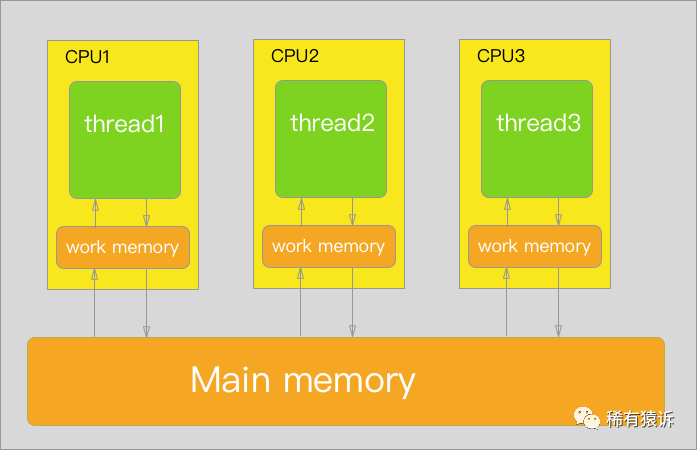 CPU1
CPU2
CPU3
thread1
thread2
thread3
work memory
work memory
work memory
Main memory
稀有猿诉